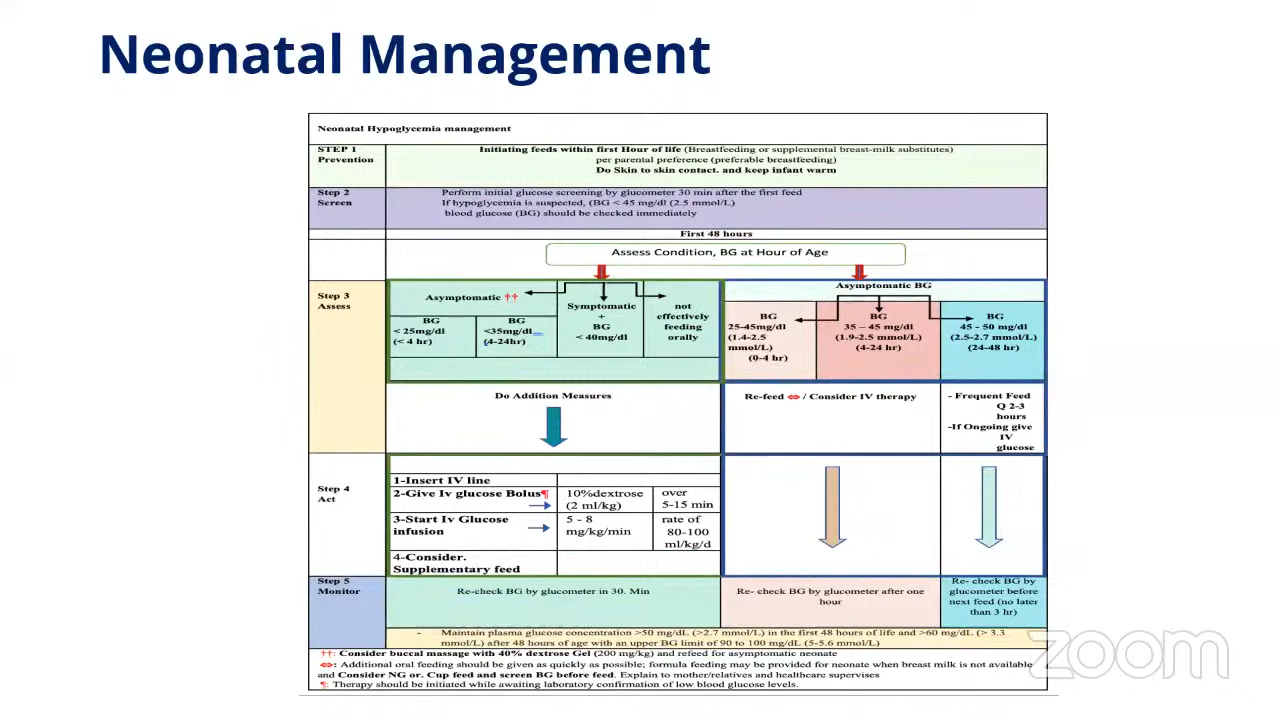 Neonatal Management
Neonatal Hypoglycemia management
STEP 1
Prevention
Initiating feeds within first Hour of life (Breastfeeding or supplemental breast-milk substitutes)
per parental preference (preferable breastfeeding)
Do Skin to skin contact. and keep infant warm
Step 2
Screen
Perform initial glucose screening by glucometer 30 min after the first feed
If hypoglycemia is suspected, (BG < 45 mg/dl (2.5 mmol/L)
blood glucose (BG) should be checked immediately
First 48 hours
Assess Condition, BG at Hour of Age
Step 3
Assess
Asymptomatic ††
BG
< 25mg/dl
(< 4 hr)
BG
<35mg/dl
(4-24hr)
Symptomatic
+
BG
< 40mg/dl
not
effectively
feeding
orally
Asymptomatic BG
BG
25-45mg/dl
(1.4-2.5
mmol/L)
(0-4 hr)
BG
35 – 45 mg/dl
(1.9-2.5 mmol/L)
(4-24 hr)
BG
45 - 50 mg/dl
(2.5-2.7 mmol/L)
(24-48 hr)
Do Addition Measures
Re-feed ⇔ / Consider IV therapy
- Frequent Feed
Q 2-3
hours
-If Ongoing give
IV
glucose
Step 4
Act
1-Insert IV line
2-Give Iv glucose Bolus¶
10%dextrose
(2 ml/kg)
over
5-15 min
3-Start Iv Glucose
infusion
5 - 8
mg/kg/min
rate of
80-100
ml/kg/d
4-Consider.
Supplementary feed
Step 5
Monitor
Re-check BG by glucometer in 30. Min
Re- check BG by glucometer after one
hour
Re- check BG by
glucometer before
next feed (no later
than 3 hr)
- Maintain plasma glucose concentration >50 mg/dL (>2.7 mmol/L) in the first 48 hours of life and >60 mg/dL (> 3.3
mmol/L) after 48 hours of age with an upper BG limit of 90 to 100 mg/dl (5-5.6 mmol/L)
††: Consider buccal massage with 40% dextrose Gel (200 mg/kg) and refeed for asymptomatic neonate
⇔: Additional oral feeding should be given as quickly as possible; formula feeding may be provided for neonate when breast milk is not available
and Consider NG or. Cup feed and screen BG before feed. Explain to mother/relatives and healthcare supervises
¶: Therapy should be initiated while awaiting laboratory confirmation of low blood glucose levels.
zoom